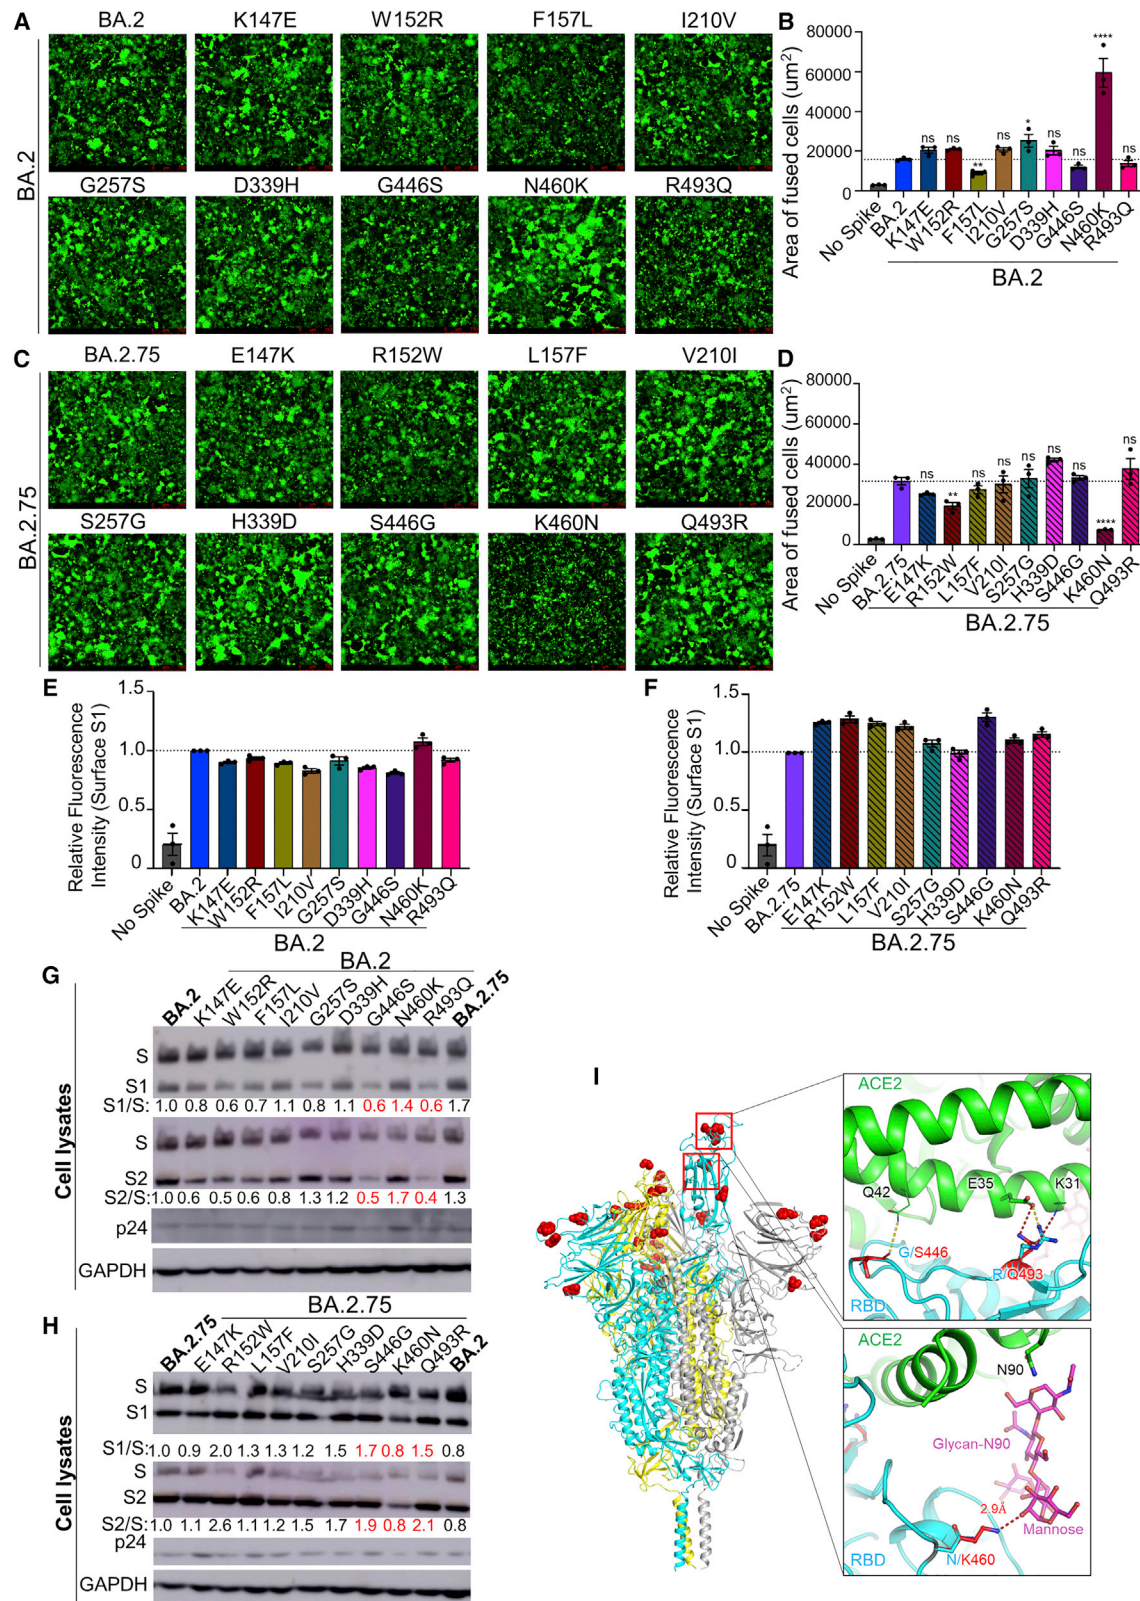 A
BA.2 K147E W152R F157L I210V
BA.2
G257S D339H G446S N460K R493Q
B
Area of fused cells (um²)
80000
60000
40000
20000
0
ns ns ** ns * ns ns **** ns
No Spike BA.2 K147E W152R F157L I210V G257S D339H G446S N460K R493Q
BA.2
C
BA.2.75 E147K R152W L157F V210I
BA.2.75
S257G H339D S446G K460N Q493R
D
Area of fused cells (um²)
80000
60000
40000
20000
0
ns ** ns ns ns ns ns **** ns
No Spike BA.2.75 E147K R152W L157F V210I S257G H339D S446G K460N Q493R
BA.2.75
E
Relative Fluorescence
Intensity (Surface S1)
1.5
1.0
0.5
0
No Spike BA.2 K147E W152R F157L I210V G257S D339H G446S N460K R493Q
BA.2
F
Relative Fluorescence
Intensity (Surface S1)
1.5
1.0
0.5
0
No Spike BA.2.75 E147K R152W L157F V210I S257G H339D S446G K460N Q493R
BA.2.75
G
BA.2
BA.2 K147E W152R F157L I210V G257S D339H G446S N460K R493Q BA.2.75
Cell lysates
S
S1
S1/S: 1.0 0.8 0.6 0.7 1.1 0.8 1.1 0.6 1.4 0.6 1.7
S
S2
S2/S: 1.0 0.6 0.5 0.6 0.8 1.3 1.2 0.5 1.7 0.4 1.3
p24
GAPDH
H
BA.2.75
BA.2.75 E147K R152W L157F V210I S257G H339D S446G K460N Q493R BA.2
Cell lysates
S
S1
S1/S: 1.0 0.9 2.0 1.3 1.3 1.2 1.5 1.7 0.8 1.5 0.8
S
S2
S2/S: 1.0 1.1 2.6 1.1 1.2 1.5 1.7 1.9 0.8 2.1 0.8
p24
GAPDH
I
ACE2
Q42 E35 K31
G/S446
R/Q493
RBD
ACE2
N90
Glycan-N90
2.9Å
Mannose
RBD
N/K460